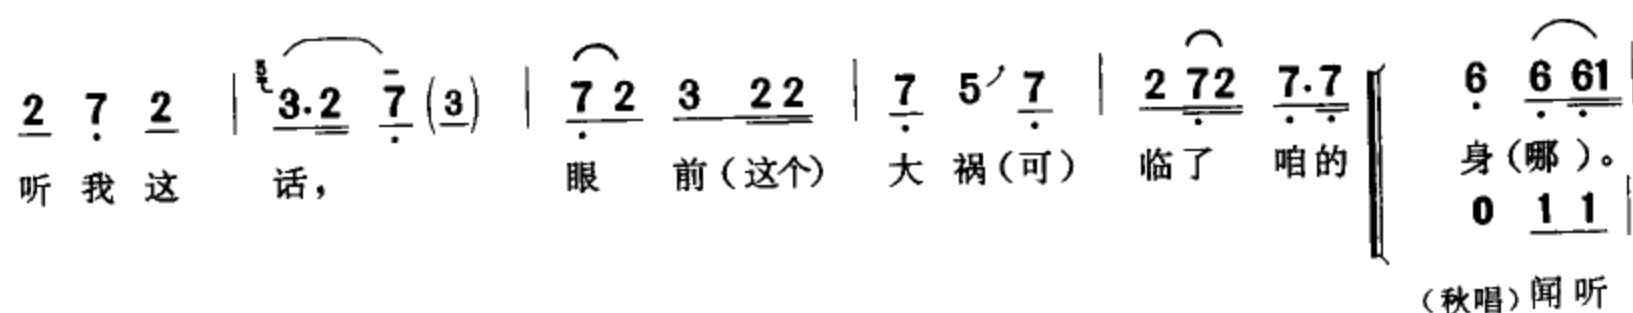 2 7 2 | 5 3.2 7 (3) | 7 2 3 22 | 7 5 7 | 2 72 7.7 6 6 61 |
听 我 这 话， 眼 前（这个） 大 祸（可） 临了 咱的 身（哪）。
0 1 1 |
（秋唱）闻 听